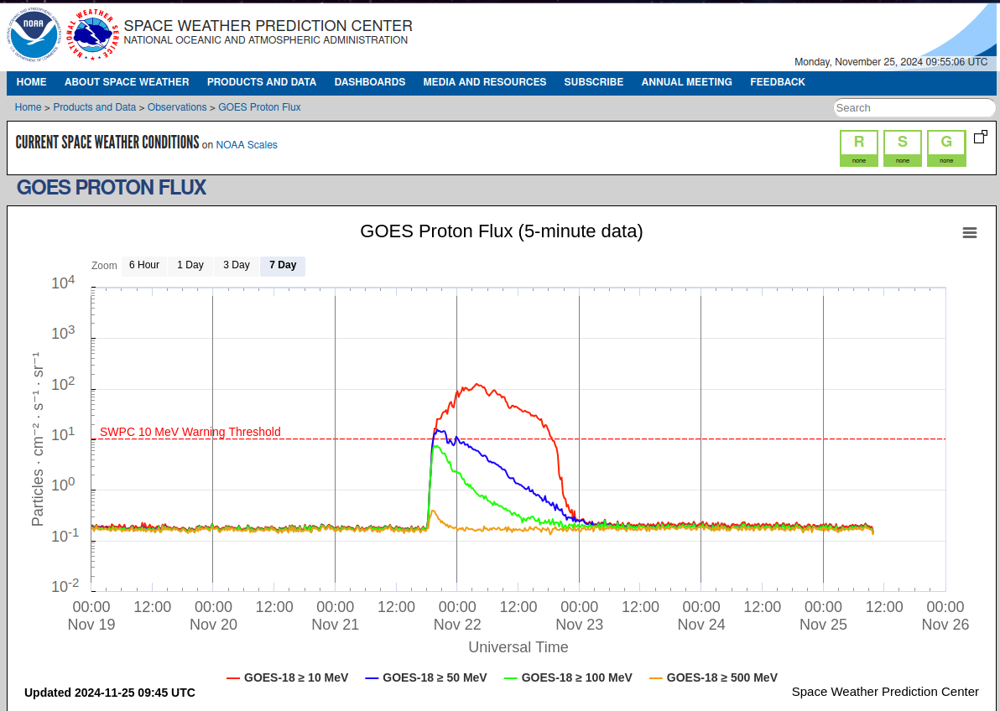 NOAA
NATIONAL WEATHER SERVICE
SPACE WEATHER PREDICTION CENTER
NATIONAL OCEANIC AND ATMOSPHERIC ADMINISTRATION
Monday, November 25, 2024 09:55:06 UTC
HOME ABOUT SPACE WEATHER PRODUCTS AND DATA DASHBOARDS MEDIA AND RESOURCES SUBSCRIBE ANNUAL MEETING FEEDBACK
Home > Products and Data > Observations > GOES Proton Flux
Search
CURRENT SPACE WEATHER CONDITIONS on NOAA Scales
R S G
none none none
GOES PROTON FLUX
GOES Proton Flux (5-minute data)
Zoom 6 Hour 1 Day 3 Day 7 Day
10⁴
10³
10²
10¹
10⁰
10⁻¹
10⁻²
Particles · cm⁻² · s⁻¹ · sr⁻¹
SWPC 10 MeV Warning Threshold
00:00 12:00 00:00 12:00 00:00 12:00 00:00 12:00 00:00 12:00 00:00 12:00 00:00 12:00 00:00
Nov 19 Nov 20 Nov 21 Nov 22 Nov 23 Nov 24 Nov 25 Nov 26
Universal Time
GOES-18 ≥ 10 MeV GOES-18 ≥ 50 MeV GOES-18 ≥ 100 MeV GOES-18 ≥ 500 MeV
Updated 2024-11-25 09:45 UTC
Space Weather Prediction Center